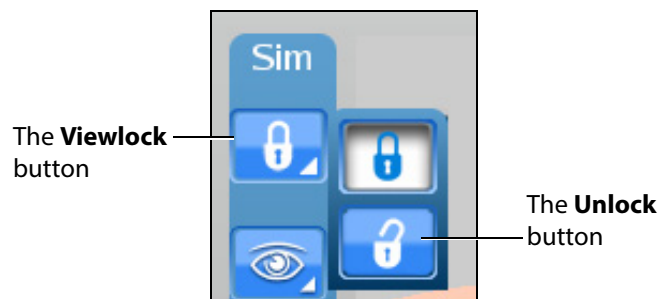 Sim
The Viewlock
button
The Unlock
button